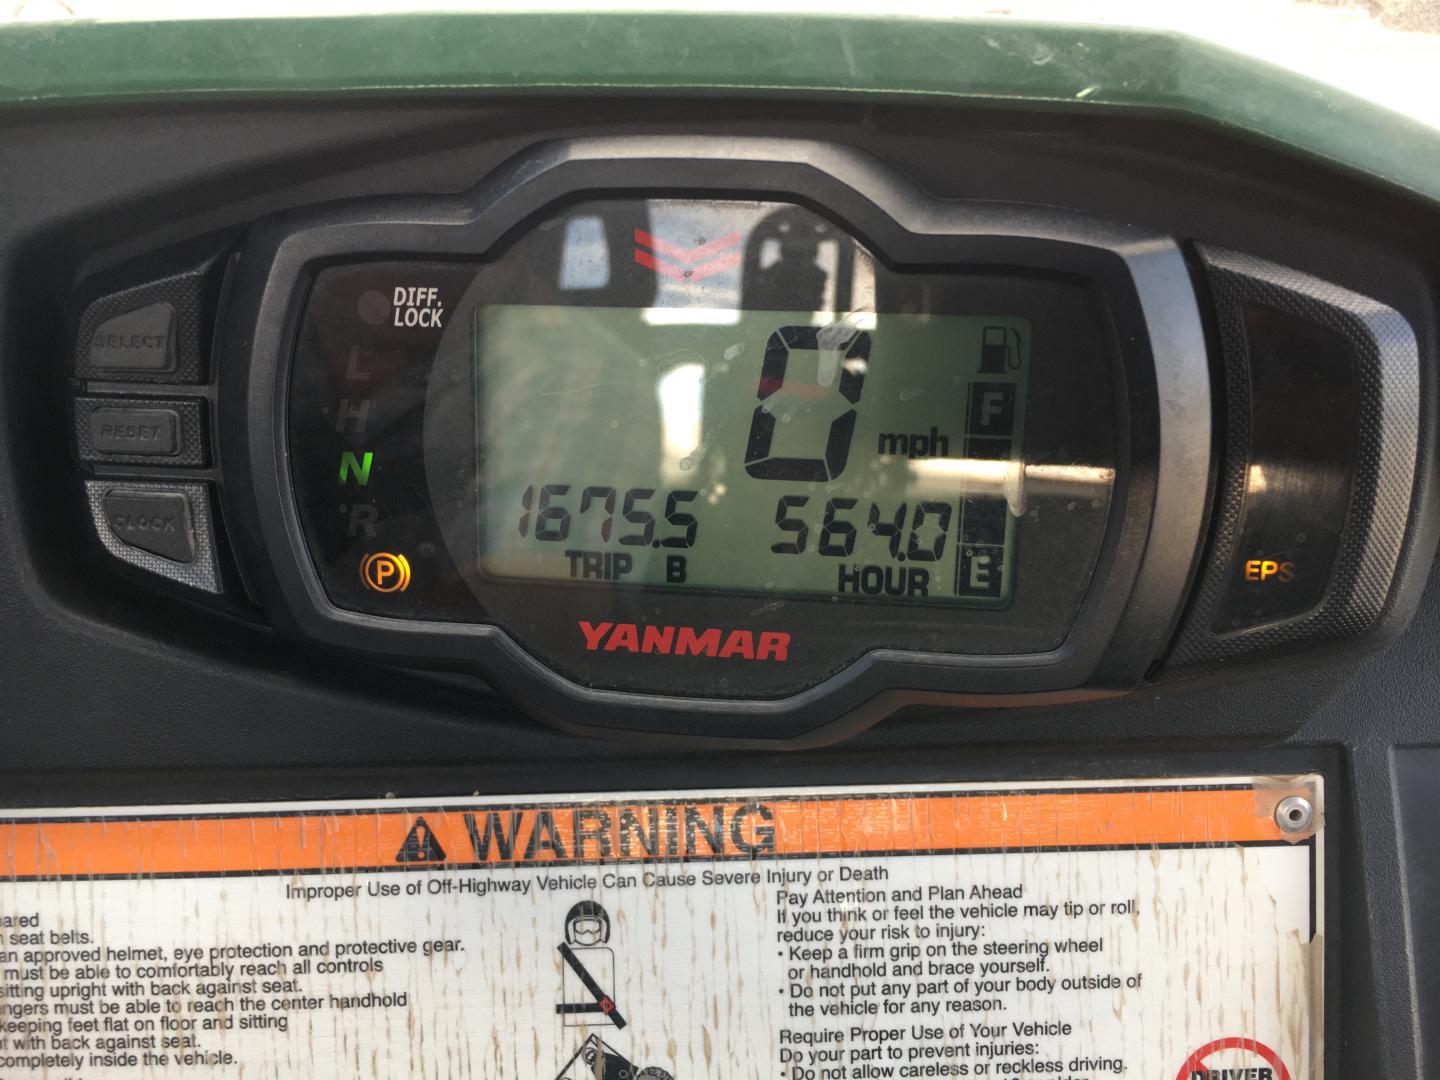 DIFF.
LOCK
SELECT
L
RESET
H
N
CLOCK
R
P
0
mph
F
1675.5
564.0
TRIP B
HOUR
E
EPS
YANMAR
WARNING
Improper Use of Off-Highway Vehicle Can Cause Severe Injury or Death
seat belts.
an approved helmet, eye protection and protective gear.
must be able to comfortably reach all controls
sitting upright with back against seat.
must be able to reach the center handhold
keeping feet flat on floor and sitting
with back against seat.
completely inside the vehicle.
Pay Attention and Plan Ahead
If you think or feel the vehicle may tip or roll,
reduce your risk to injury:
• Keep a firm grip on the steering wheel
or handhold and brace yourself.
• Do not put any part of your body outside of
the vehicle for any reason.
Require Proper Use of Your Vehicle
Do your part to prevent injuries:
• Do not allow careless or reckless driving.
DRIVER